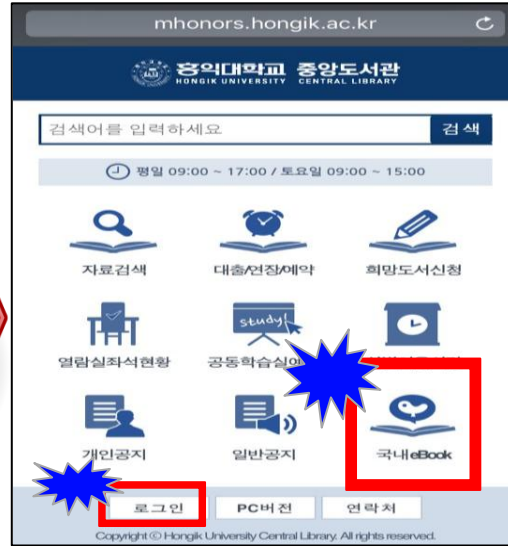 mhonors.hongik.ac.kr
홍익대학교 중앙도서관
HONGIK UNIVERSITY CENTRAL LIBRARY
검색어를 입력하세요 검색
평일 09:00 ~ 17:00 / 토요일 09:00 ~ 15:00
study!
자료검색 대출/연장/예약 희망도서신청
열람실좌석현황 공동학습실
개인공지 일반공지 국내eBook
로그인 PC버전 연락처
Copyright ⓒ Hongik University Central Library. All rights reserved.